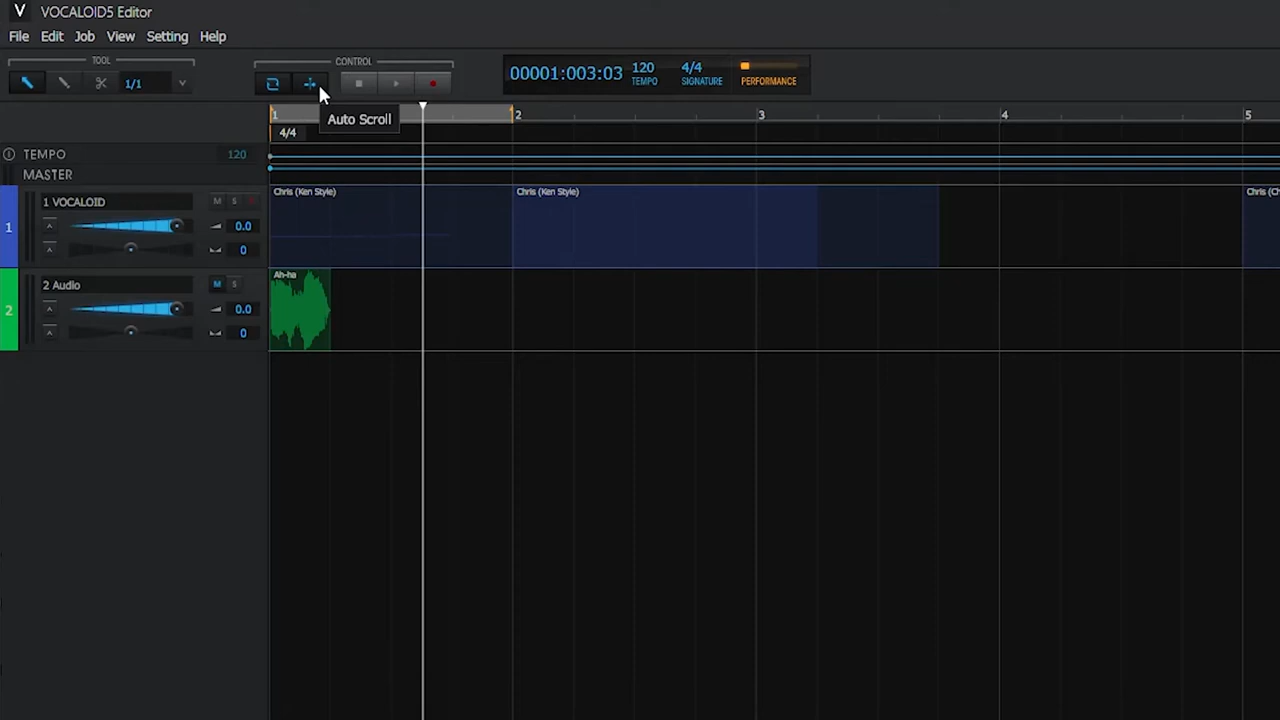 V VOCALOID5 Editor
File Edit Job View Setting Help
TOOL CONTROL
1/1
00001:003:03 120 TEMPO 4/4 SIGNATURE PERFORMANCE
Auto Scroll
1 2 3 4 5
4/4
TEMPO 120
MASTER
1
1 VOCALOID M S
0.0
0
Chris (Ken Style) Chris (Ken Style) Chris (Ch
2
2 Audio M S
0.0
0
Ah-ha